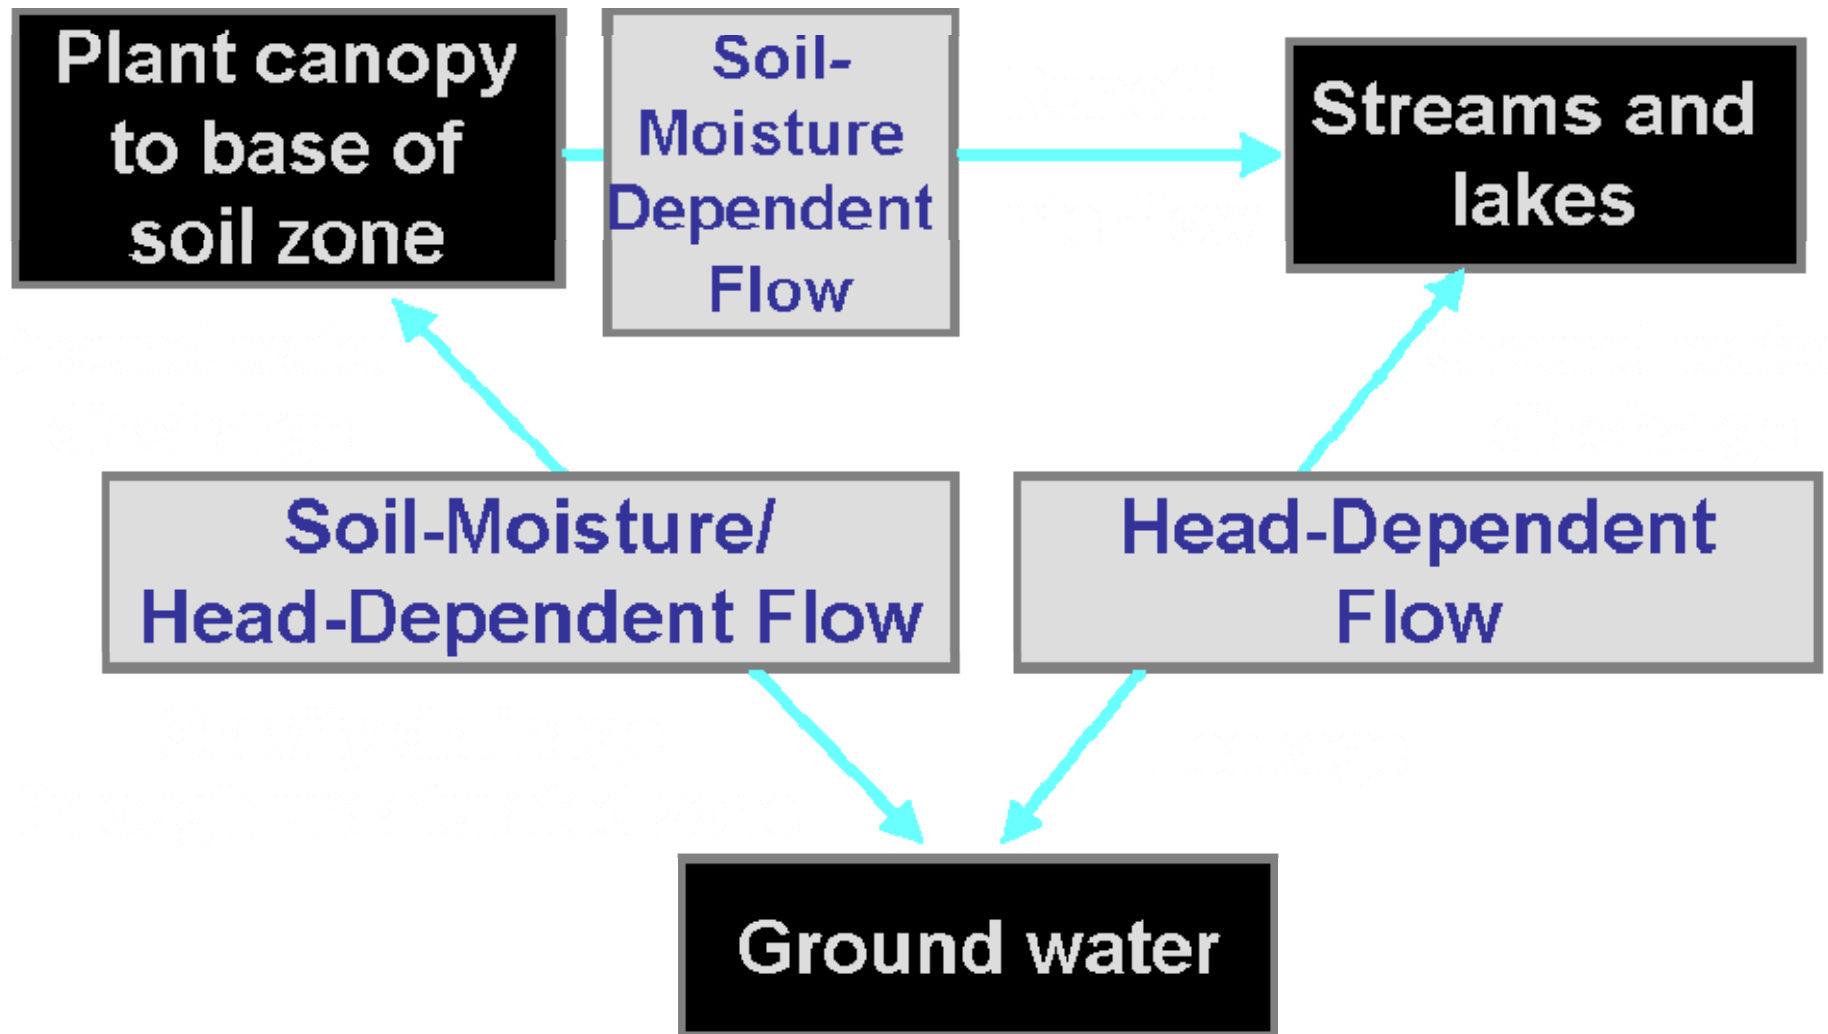 Plant canopy
to base of
soil zone
Soil-
Moisture
Dependent
Flow
Streams and
lakes
Soil-Moisture/
Head-Dependent Flow
Head-Dependent
Flow
Ground water